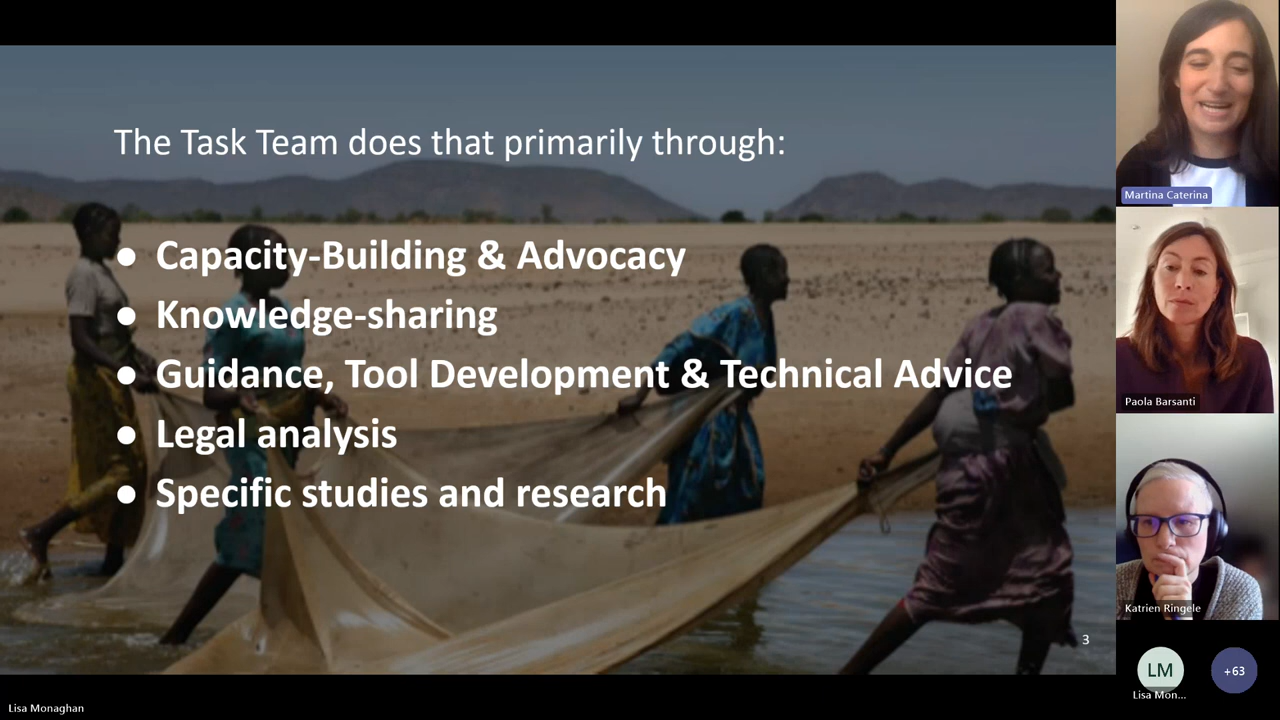 The Task Team does that primarily through:
● Capacity-Building & Advocacy
● Knowledge-sharing
● Guidance, Tool Development & Technical Advice
● Legal analysis
● Specific studies and research
3
Lisa Monaghan
Martina Caterina
Paola Barsanti
Katrien Ringele
LM
Lisa Mon...
+63